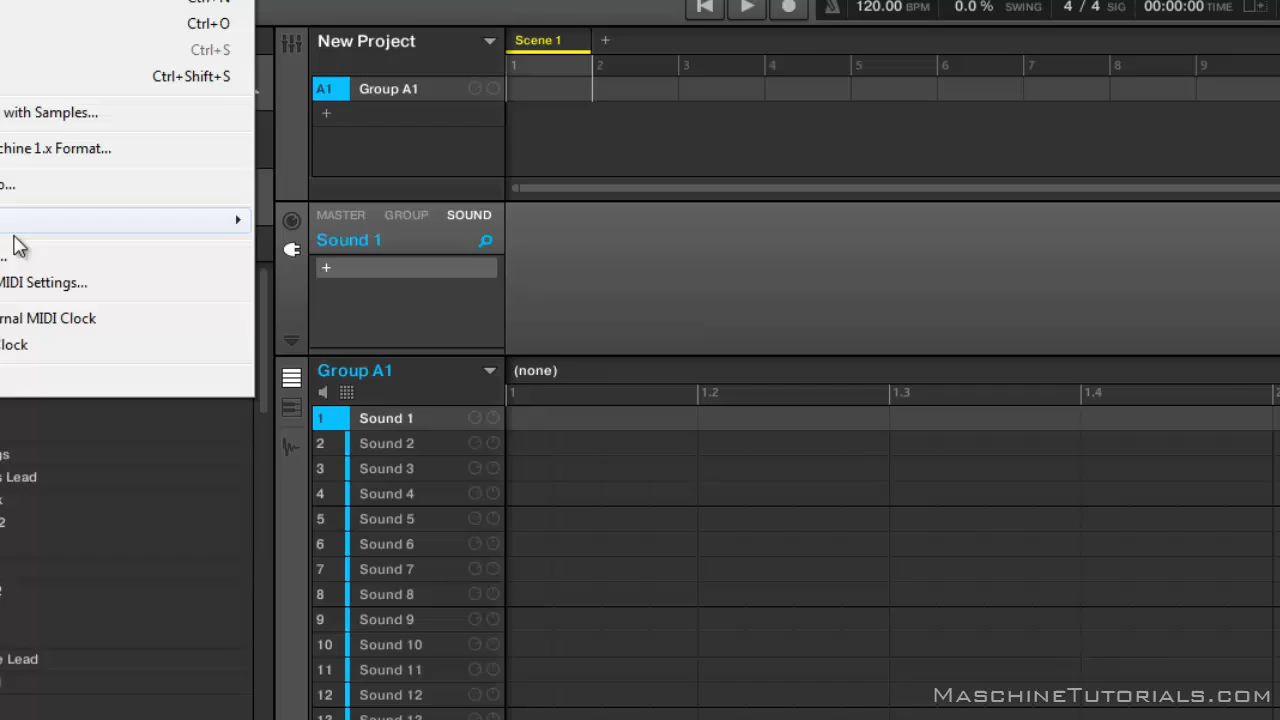 Ctrl+O
Ctrl+S
Ctrl+Shift+S
with Samples...
chine 1.x Format...
o...
...
MIDI Settings...
rnal MIDI Clock
lock
gs
s Lead
k
2
2
e Lead
120.00 BPM 0.0 % SWING 4 / 4 SIG 00:00:00 TIME
New Project
Scene 1 +
1 2 3 4 5 6 7 8 9
A1 Group A1
+
MASTER GROUP SOUND
Sound 1
+
Group A1 (none)
1 1.2 1.3 1.4 2
1 Sound 1
2 Sound 2
3 Sound 3
4 Sound 4
5 Sound 5
6 Sound 6
7 Sound 7
8 Sound 8
9 Sound 9
10 Sound 10
11 Sound 11
12 Sound 12
MaschineTutorials.com